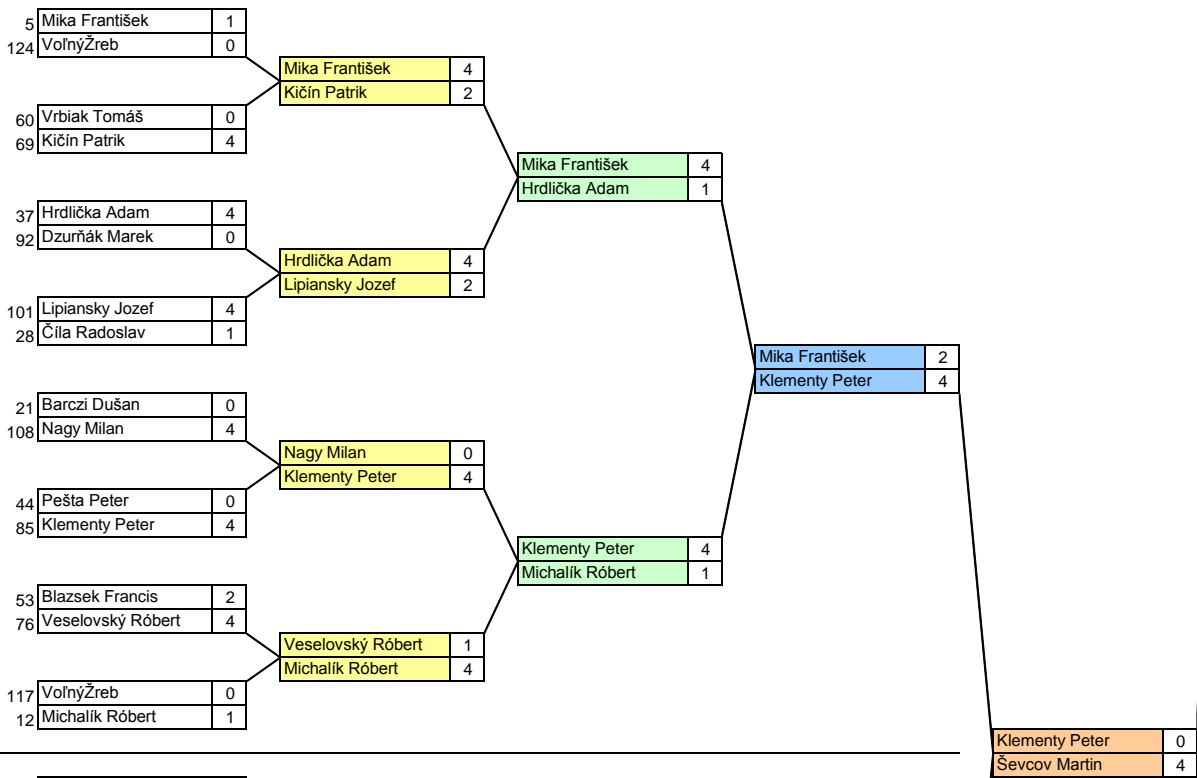 5 Mika František 1
124 VoľnýŽreb 0
60 Vrbiak Tomáš 0
69 Kičín Patrik 4
37 Hrdlička Adam 4
92 Dzurňák Marek 0
101 Lipiansky Jozef 4
28 Číla Radoslav 1
21 Barczi Dušan 0
108 Nagy Milan 4
44 Pešta Peter 0
85 Klementy Peter 4
53 Blazsek Francis 2
76 Veselovský Róbert 4
117 VoľnýŽreb 0
12 Michalík Róbert 1
Mika František 4
Kičín Patrik 2
Hrdlička Adam 4
Lipiansky Jozef 2
Nagy Milan 0
Klementy Peter 4
Veselovský Róbert 1
Michalík Róbert 4
Mika František 4
Hrdlička Adam 1
Klementy Peter 4
Michalík Róbert 1
Mika František 2
Klementy Peter 4
Klementy Peter 0
Ševcov Martin 4